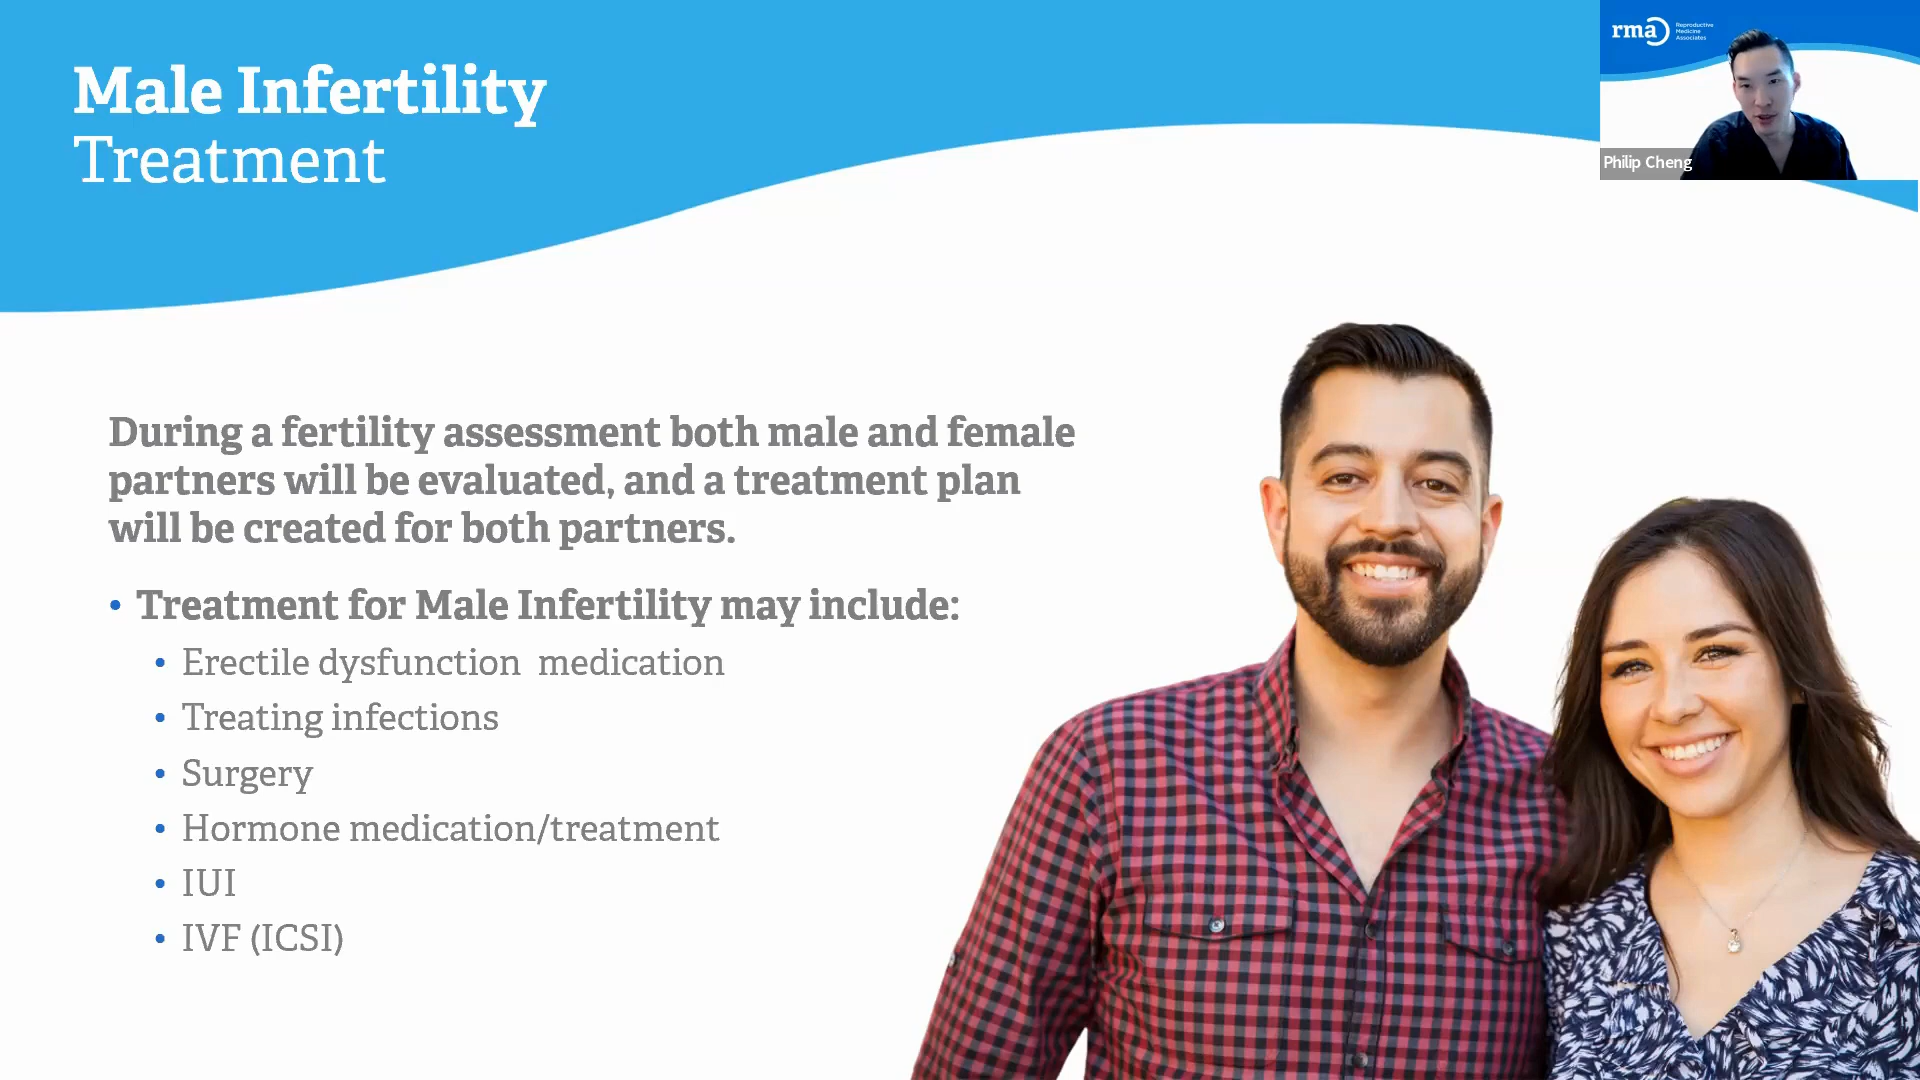 Male Infertility
Treatment
rma
Reproductive
Medicine
Associates
Philip Cheng
During a fertility assessment both male and female
partners will be evaluated, and a treatment plan
will be created for both partners.
• Treatment for Male Infertility may include:
• Erectile dysfunction  medication
• Treating infections
• Surgery
• Hormone medication/treatment
• IUI
• IVF (ICSI)